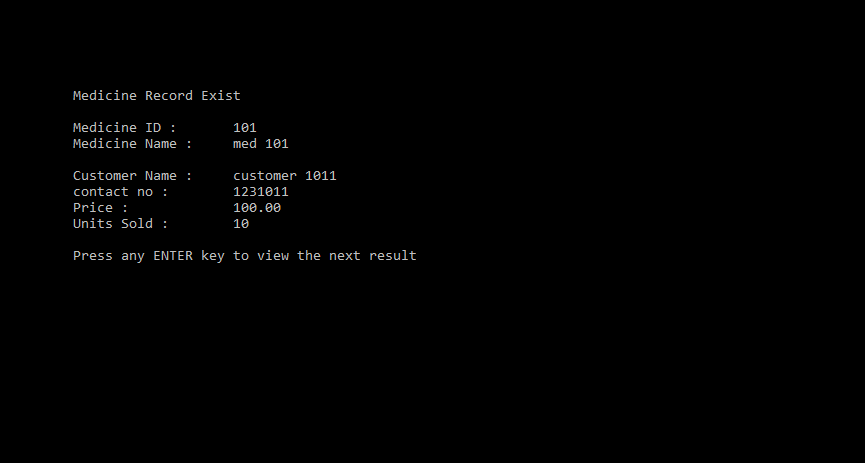 Medicine Record Exist
Medicine ID : 101
Medicine Name : med 101
Customer Name : customer 1011
contact no : 1231011
Price : 100.00
Units Sold : 10
Press any ENTER key to view the next result